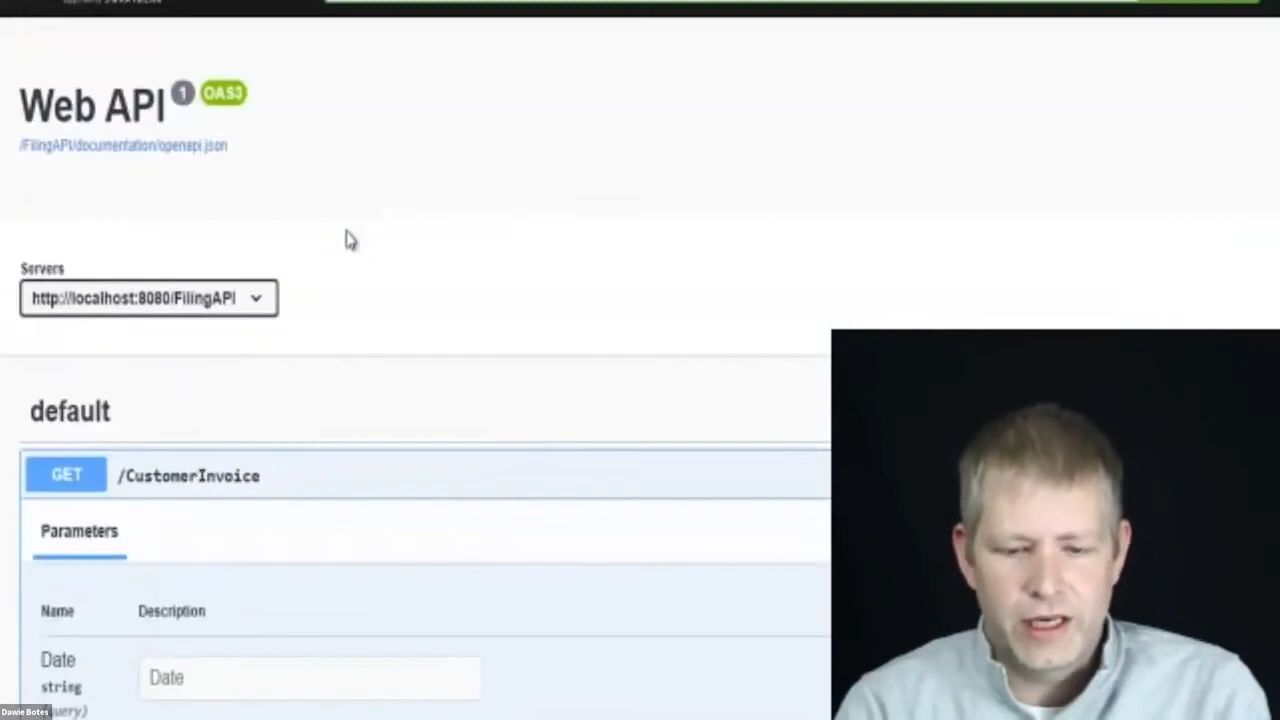 Web API 1 OAS3
/FilingAPI/documentation/openapi.json
Servers
http://localhost:8080/FilingAPI
default
GET /CustomerInvoice
Parameters
Name Description
Date Date
string
Dawie Botes